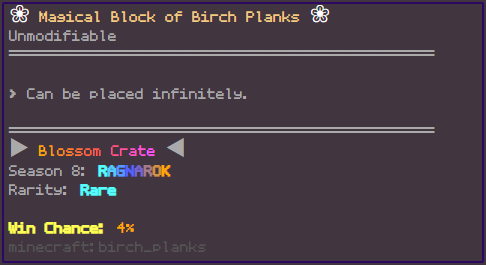 ❀ Magical Block of Birch Planks ❀
Unmodifiable
> Can be placed infinitely.
▶ Blossom Crate ◀
Season 8: RAGNAROK
Rarity: Rare
Win Chance: 4%
minecraft:birch_planks